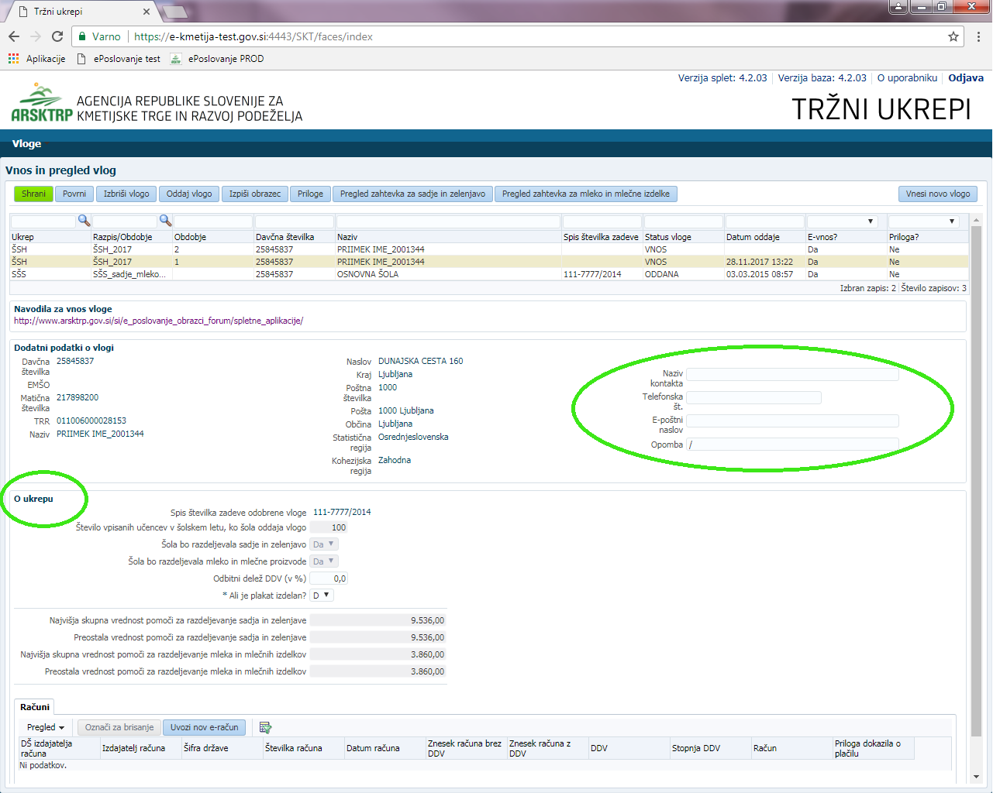 Tržni ukrepi
Varno https://e-kmetija-test.gov.si:4443/SKT/faces/index
Aplikacije ePoslovanje test ePoslovanje PROD
Verzija splet: 4.2.03 Verzija baza: 4.2.03 O uporabniku Odjava
ARSKTRP
AGENCIJA REPUBLIKE SLOVENIJE ZA
KMETIJSKE TRGE IN RAZVOJ PODEŽELJA
TRŽNI UKREPI
Vloge
Vnos in pregled vlog
Shrani Povrni Izbriši vlogo Oddaj vlogo Izpiši obrazec Priloge Pregled zahtevka za sadje in zelenjavo Pregled zahtevka za mleko in mlečne izdelke Vnesi novo vlogo
Ukrep Razpis/Obdobje Obdobje Davčna številka Naziv Spis številka zadeve Status vloge Datum oddaje E-vnos? Priloga?
ŠSH ŠSH_2017 2 25845837 PRIIMEK IME_2001344 VNOS Da Ne
ŠSH ŠSH_2017 1 25845837 PRIIMEK IME_2001344 VNOS 28.11.2017 13:22 Da Ne
SŠS SŠS_sadje_mleko... 25845837 OSNOVNA ŠOLA 111-7777/2014 ODDANA 03.03.2015 08:57 Da Ne
Izbran zapis: 2 Število zapisov: 3
Navodila za vnos vloge
http://www.arsktrp.gov.si/si/e_poslovanje_obrazci_forum/spletne_aplikacije/
Dodatni podatki o vlogi
Davčna številka 25845837
EMŠO
Matična številka 217898200
TRR 011006000028153
Naziv PRIIMEK IME_2001344
Naslov DUNAJSKA CESTA 160
Kraj Ljubljana
Poštna številka 1000
Pošta 1000 Ljubljana
Občina Ljubljana
Statistična regija Osrednjeslovenska
Kohezijska regija Zahodna
Naziv kontakta
Telefonska št.
E-poštni naslov
Opomba /
O ukrepu
Spis številka zadeve odobrene vloge 111-7777/2014
Število vpisanih učencev v šolskem letu, ko šola oddaja vlogo 100
Šola bo razdeljevala sadje in zelenjavo Da
Šola bo razdeljevala mleko in mlečne proizvode Da
Odbitni delež DDV (v %) 0,0
* Ali je plakat izdelan? D
Najvišja skupna vrednost pomoči za razdeljevanje sadja in zelenjave 9.536,00
Preostala vrednost pomoči za razdeljevanje sadja in zelenjave 9.536,00
Najvišja skupna vrednost pomoči za razdeljevanje mleka in mlečnih izdelkov 3.860,00
Preostala vrednost pomoči za razdeljevanje mleka in mlečnih izdelkov 3.860,00
Računi
Pregled Označi za brisanje Uvozi nov e-račun
DŠ izdajatelja računa Izdajatelj računa Šifra države Številka računa Datum računa Znesek računa brez DDV Znesek računa z DDV DDV Stopnja DDV Račun Priloga dokazila o plačilu
Ni podatkov.